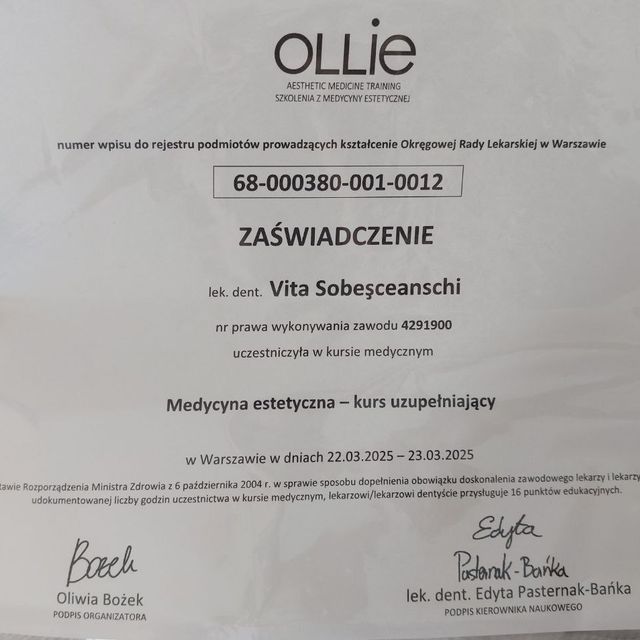 OLLiE
AESTHETIC MEDICINE TRAINING
SZKOLENIA Z MEDYCYNY ESTETYCZNEJ
numer wpisu do rejestru podmiotów prowadzących kształcenie Okręgowej Rady Lekarskiej w Warszawie
68-000380-001-0012
ZAŚWIADCZENIE
lek. dent. Vita Sobeşceanschi
nr prawa wykonywania zawodu 4291900
uczestniczyła w kursie medycznym
Medycyna estetyczna – kurs uzupełniający
w Warszawie w dniach 22.03.2025 – 23.03.2025
tawie Rozporządzenia Ministra Zdrowia z 6 października 2004 r. w sprawie sposobu dopełnienia obowiązku doskonalenia zawodowego lekarzy i lekarzy
udokumentowanej liczby godzin uczestnictwa w kursie medycznym, lekarzowi/lekarzowi dentyście przysługuje 16 punktów edukacyjnych.
Edyta
Bożek Pasternak-Bańka
Oliwia Bożek lek. dent. Edyta Pasternak-Bańka
PODPIS ORGANIZATORA PODPIS KIEROWNIKA NAUKOWEGO